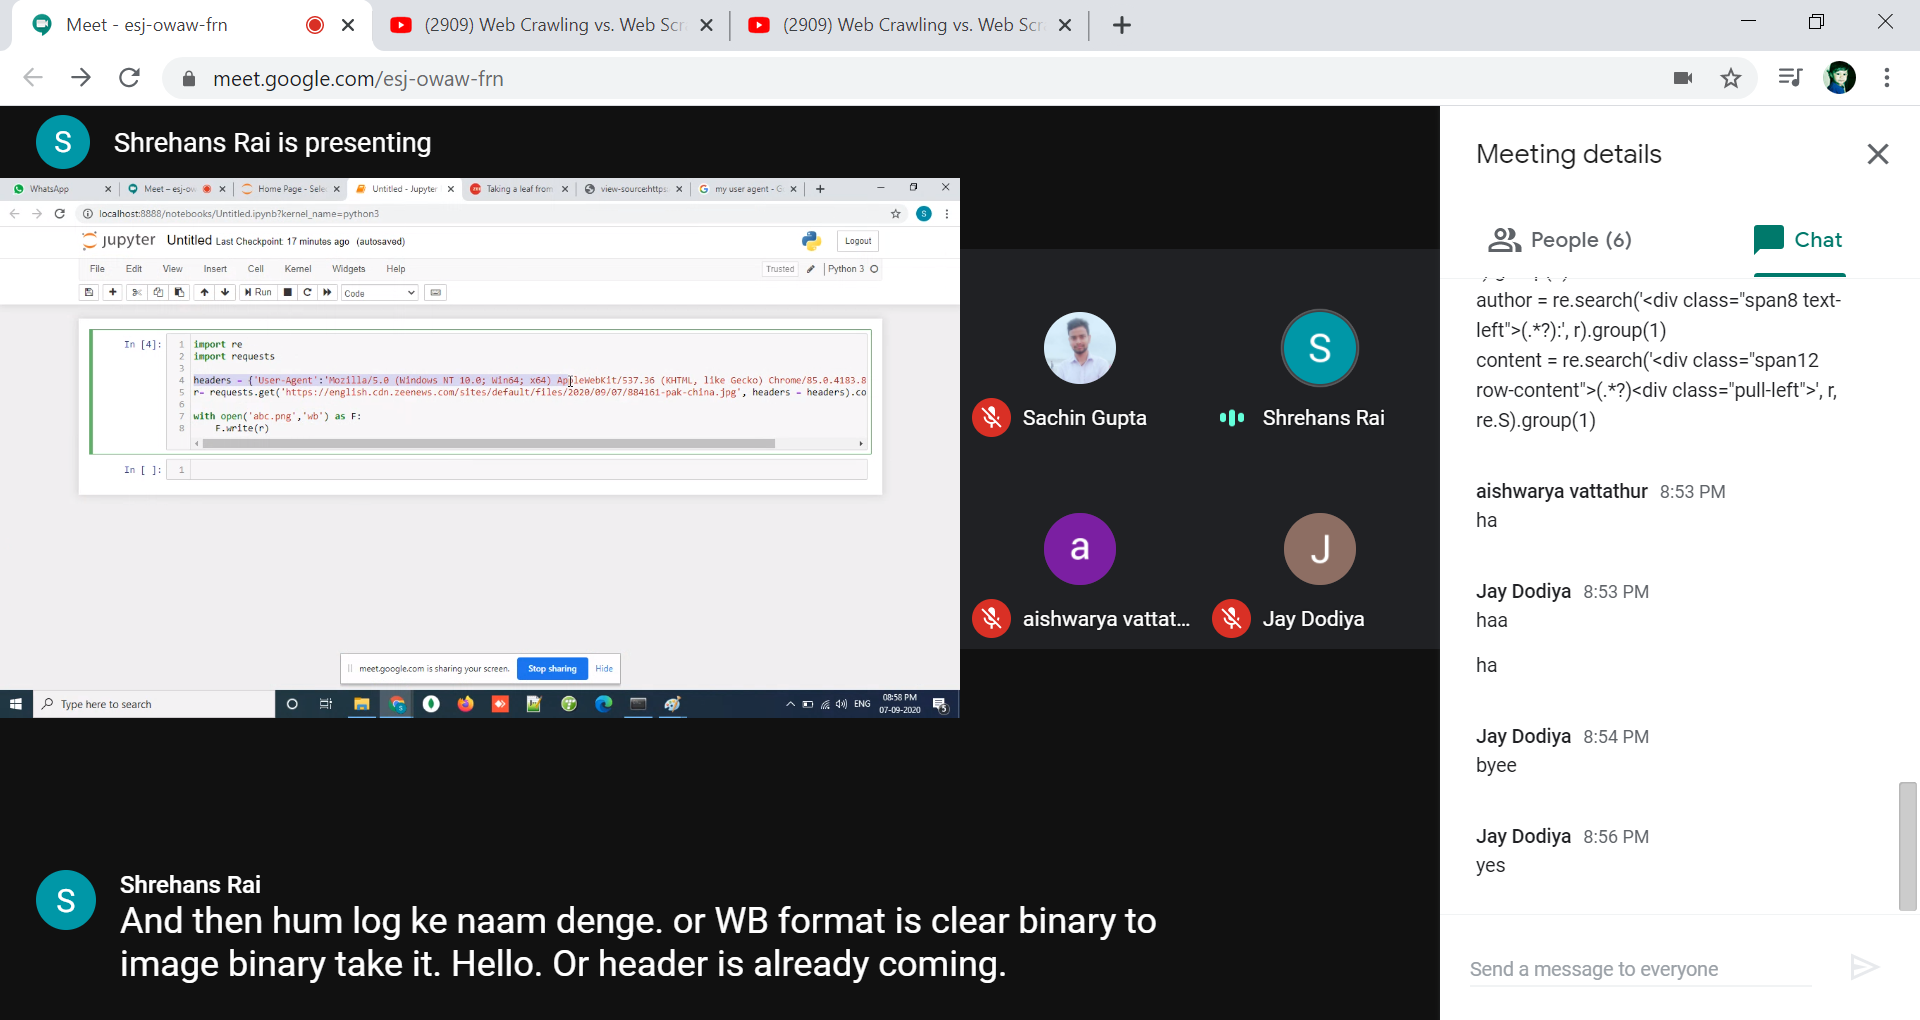 Meet - esj-owaw-frn
(2909) Web Crawling vs. Web Scr
(2909) Web Crawling vs. Web Scr
meet.google.com/esj-owaw-frn
S
Shrehans Rai is presenting
WhatsApp
Meet – esj-ow
Home Page - Sele
Untitled - Jupyter
Taking a leaf from
view-source:https:
my user agent - G
localhost:8888/notebooks/Untitled.ipynb?kernel_name=python3
S
jupyter Untitled Last Checkpoint: 17 minutes ago (autosaved)
Logout
File Edit View Insert Cell Kernel Widgets Help
Trusted
Python 3
Run
Code
In [4]:
1 import re
2 import requests
3
4 headers = {'User-Agent':'Mozilla/5.0 (Windows NT 10.0; Win64; x64) AppleWebKit/537.36 (KHTML, like Gecko) Chrome/85.0.4183.8
5 r= requests.get('https://english.cdn.zeenews.com/sites/default/files/2020/09/07/884161-pak-china.jpg', headers = headers).co
6
7 with open('abc.png','wb') as F:
8 F.write(r)
In [ ]: 1
meet.google.com is sharing your screen.
Stop sharing
Hide
Type here to search
ENG
08:58 PM
07-09-2020
5
Sachin Gupta
S
Shrehans Rai
a
aishwarya vattat...
J
Jay Dodiya
S
Shrehans Rai
And then hum log ke naam denge. or WB format is clear binary to
image binary take it. Hello. Or header is already coming.
Meeting details
People (6)
Chat
author = re.search('<div class="span8 text-
left">(.*?):', r).group(1)
content = re.search('<div class="span12
row-content">(.*?)<div class="pull-left">', r,
re.S).group(1)
aishwarya vattathur 8:53 PM
ha
Jay Dodiya 8:53 PM
haa
ha
Jay Dodiya 8:54 PM
byee
Jay Dodiya 8:56 PM
yes
Send a message to everyone